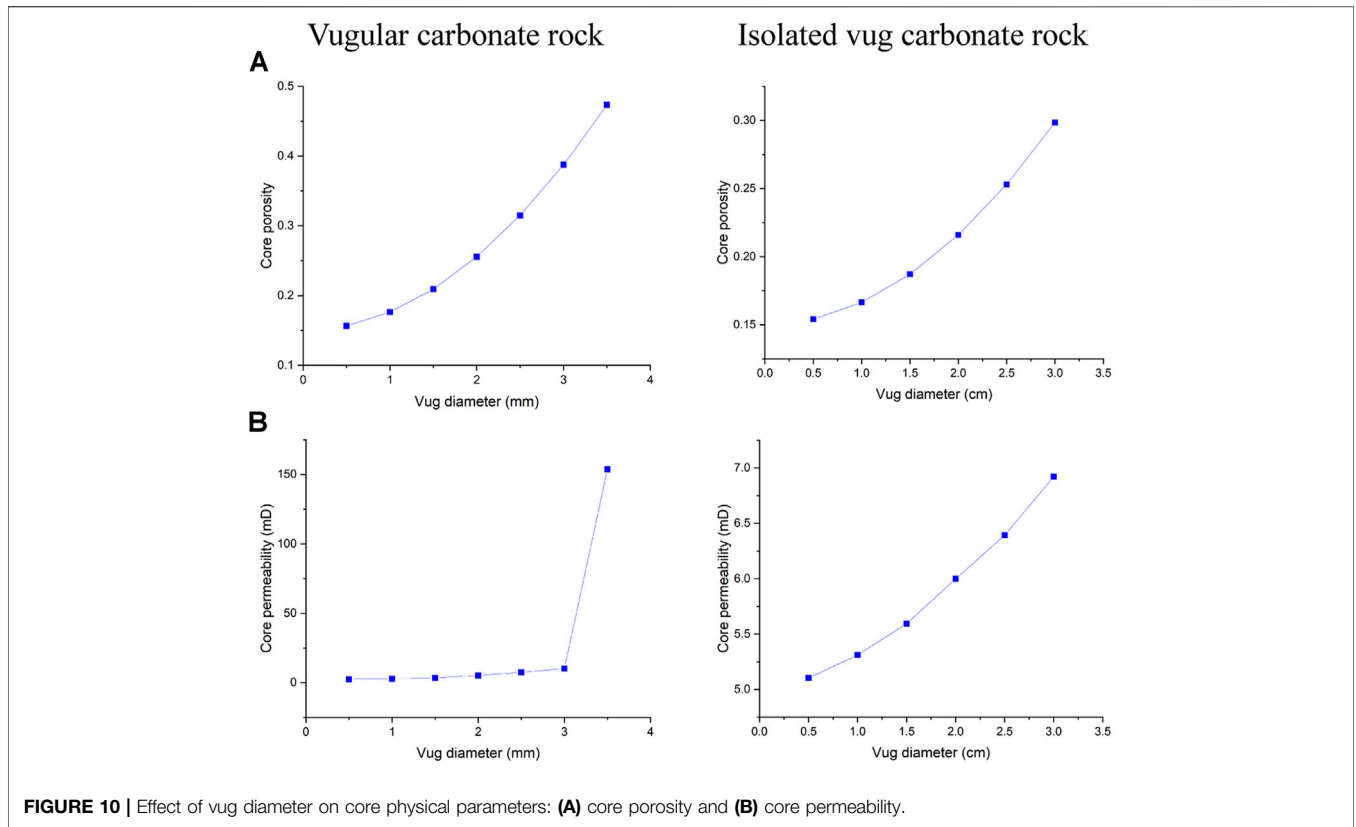 Vugular carbonate rock
Isolated vug carbonate rock
A
0.5
0.4
0.3
0.2
0.1
Core porosity
0 1 2 3 4
Vug diameter (mm)
0.30
0.25
0.20
0.15
Core porosity
0.0 0.5 1.0 1.5 2.0 2.5 3.0 3.5
Vug diameter (cm)
B
150
100
50
0
Core permeability (mD)
0 1 2 3 4
Vug diameter (mm)
7.0
6.5
6.0
5.5
5.0
Core permeability (mD)
0.0 0.5 1.0 1.5 2.0 2.5 3.0 3.5
Vug diameter (cm)
FIGURE 10 | Effect of vug diameter on core physical parameters: (A) core porosity and (B) core permeability.